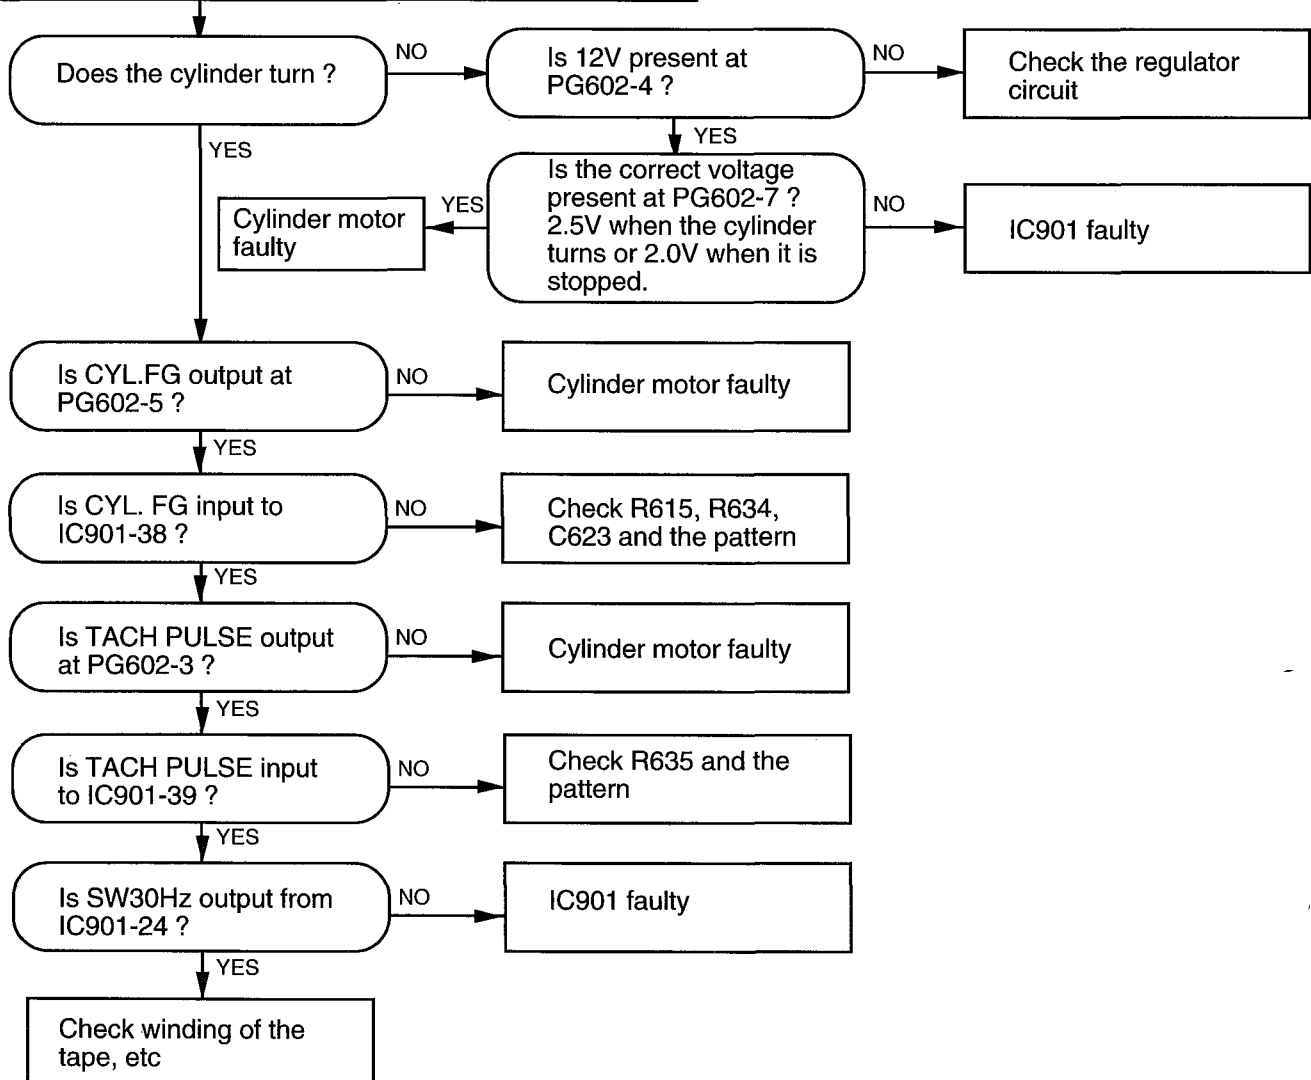 Does the cylinder turn ?
NO
Is 12V present at
PG602-4 ?
NO
Check the regulator
circuit
YES
YES
Is the correct voltage
present at PG602-7 ?
2.5V when the cylinder
turns or 2.0V when it is
stopped.
YES
Cylinder motor
faulty
NO
IC901 faulty
Is CYL.FG output at
PG602-5 ?
NO
Cylinder motor faulty
YES
Is CYL. FG input to
IC901-38 ?
NO
Check R615, R634,
C623 and the pattern
YES
Is TACH PULSE output
at PG602-3 ?
NO
Cylinder motor faulty
YES
Is TACH PULSE input
to IC901-39 ?
NO
Check R635 and the
pattern
YES
Is SW30Hz output from
IC901-24 ?
NO
IC901 faulty
YES
Check winding of the
tape, etc